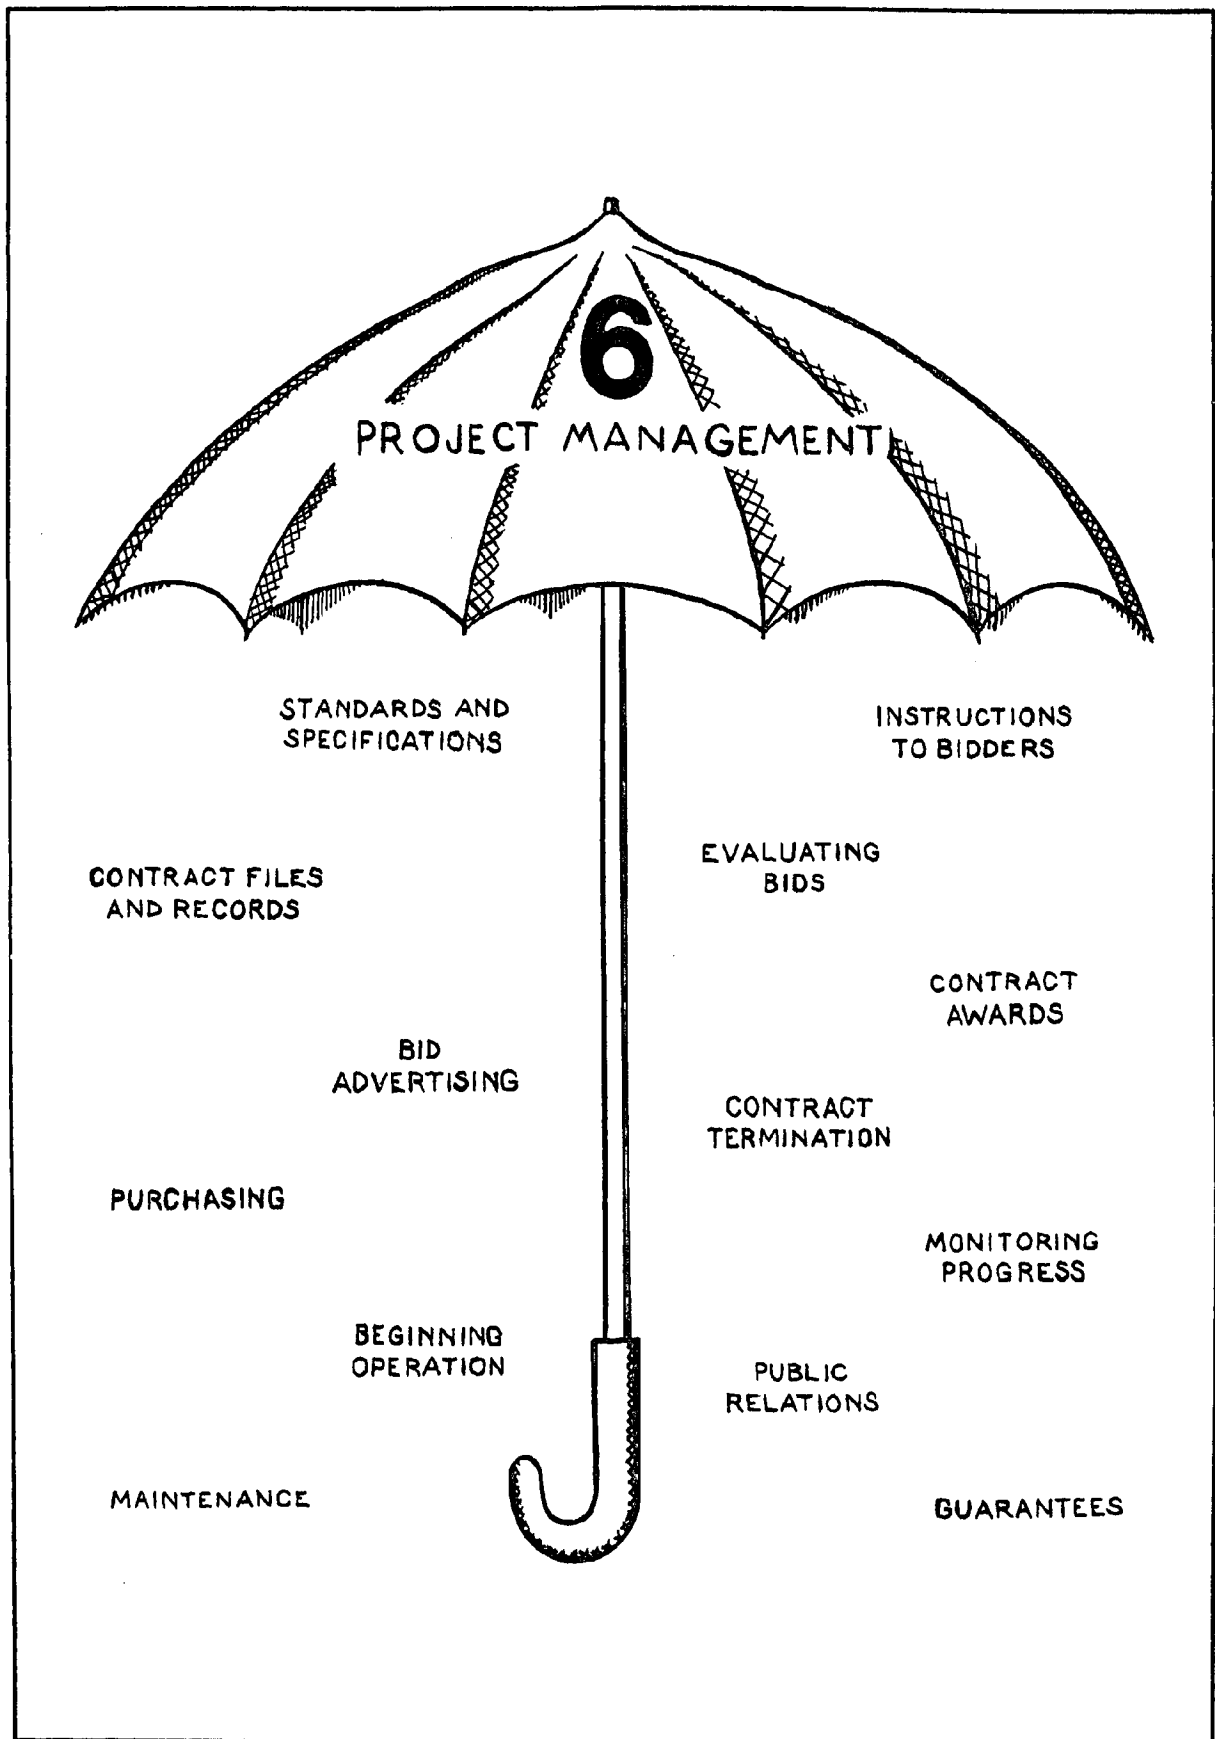 6
PROJECT MANAGEMENT
STANDARDS AND
SPECIFICATIONS
INSTRUCTIONS
TO BIDDERS
EVALUATING
BIDS
CONTRACT FILES
AND RECORDS
CONTRACT
AWARDS
BID
ADVERTISING
CONTRACT
TERMINATION
PURCHASING
MONITORING
PROGRESS
BEGINNING
OPERATION
PUBLIC
RELATIONS
MAINTENANCE
GUARANTEES